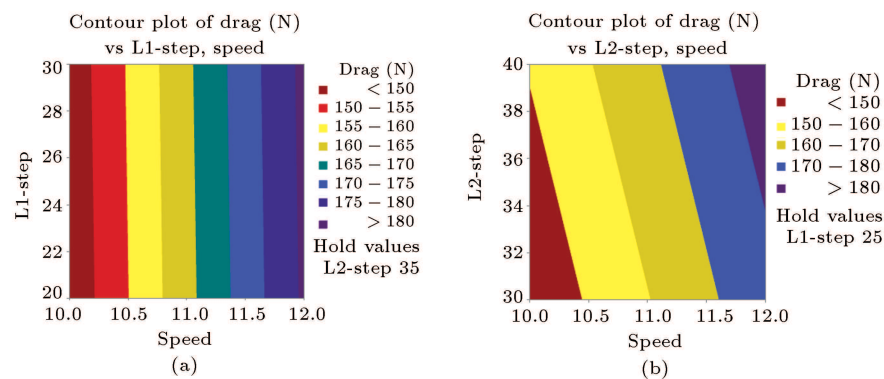 Contour plot of drag (N)
vs L1-step, speed
30
28
26
24
22
20
L1-step
10.0 10.5 11.0 11.5 12.0
Speed
Drag (N)
< 150
150 – 155
155 – 160
160 – 165
165 – 170
170 – 175
175 – 180
> 180
Hold values
L2-step 35
(a)
Contour plot of drag (N)
vs L2-step, speed
40
38
36
34
32
30
L2-step
10.0 10.5 11.0 11.5 12.0
Speed
Drag (N)
< 150
150 – 160
160 – 170
170 – 180
> 180
Hold values
L1-step 25
(b)